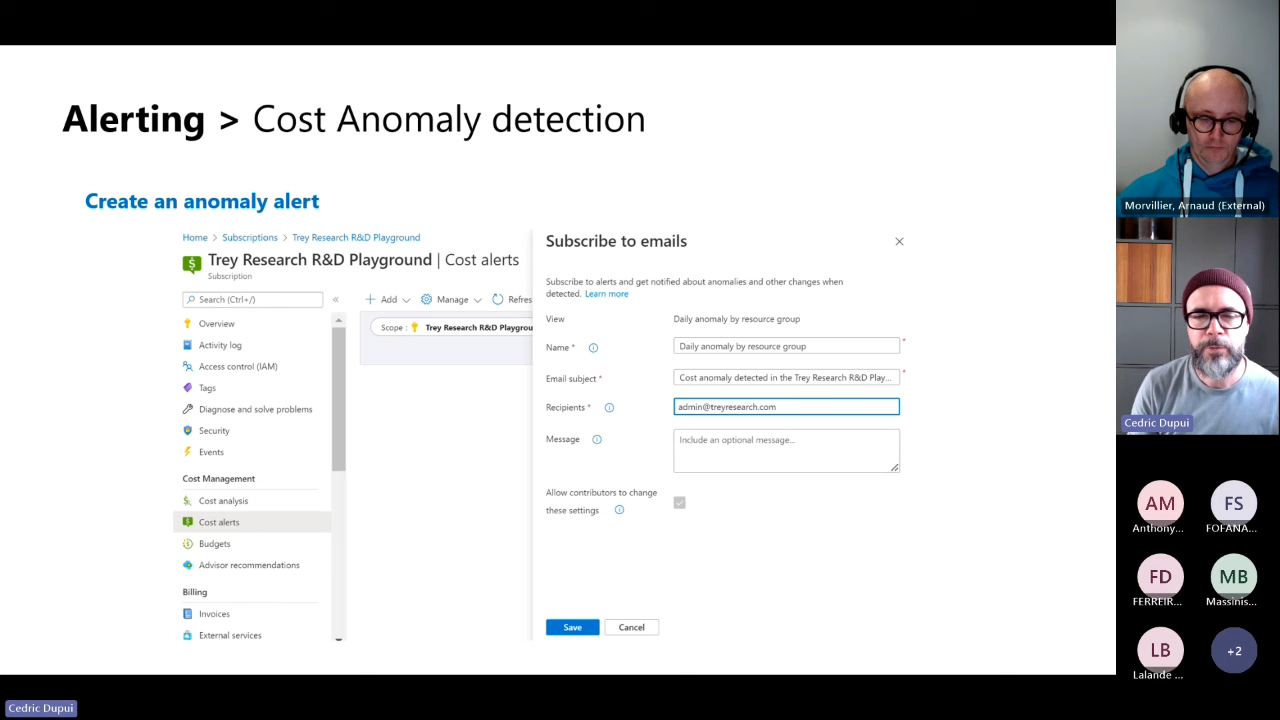 Alerting > Cost Anomaly detection
Create an anomaly alert
Home > Subscriptions > Trey Research R&D Playground
Trey Research R&D Playground | Cost alerts
Subscription
Search (Ctrl+/)
«
Add
Manage
Refres
Scope :
Trey Research R&D Playgrou
Overview
Activity log
Access control (IAM)
Tags
Diagnose and solve problems
Security
Events
Cost Management
Cost analysis
Cost alerts
Budgets
Advisor recommendations
Billing
Invoices
External services
Subscribe to emails
Subscribe to alerts and get notified about anomalies and other changes when
detected. Learn more
View
Daily anomaly by resource group
Name *
Daily anomaly by resource group
*
Email subject *
Cost anomaly detected in the Trey Research R&D Play...
*
Recipients *
admin@treyresearch.com
Message
Include an optional message...
Allow contributors to change
these settings
Save
Cancel
Morvillier, Arnaud (External)
Cedric Dupui
AM
Anthony...
FS
FOFANA...
FD
FERREIR...
MB
Massinis...
LB
Lalande ...
+2
Cedric Dupui